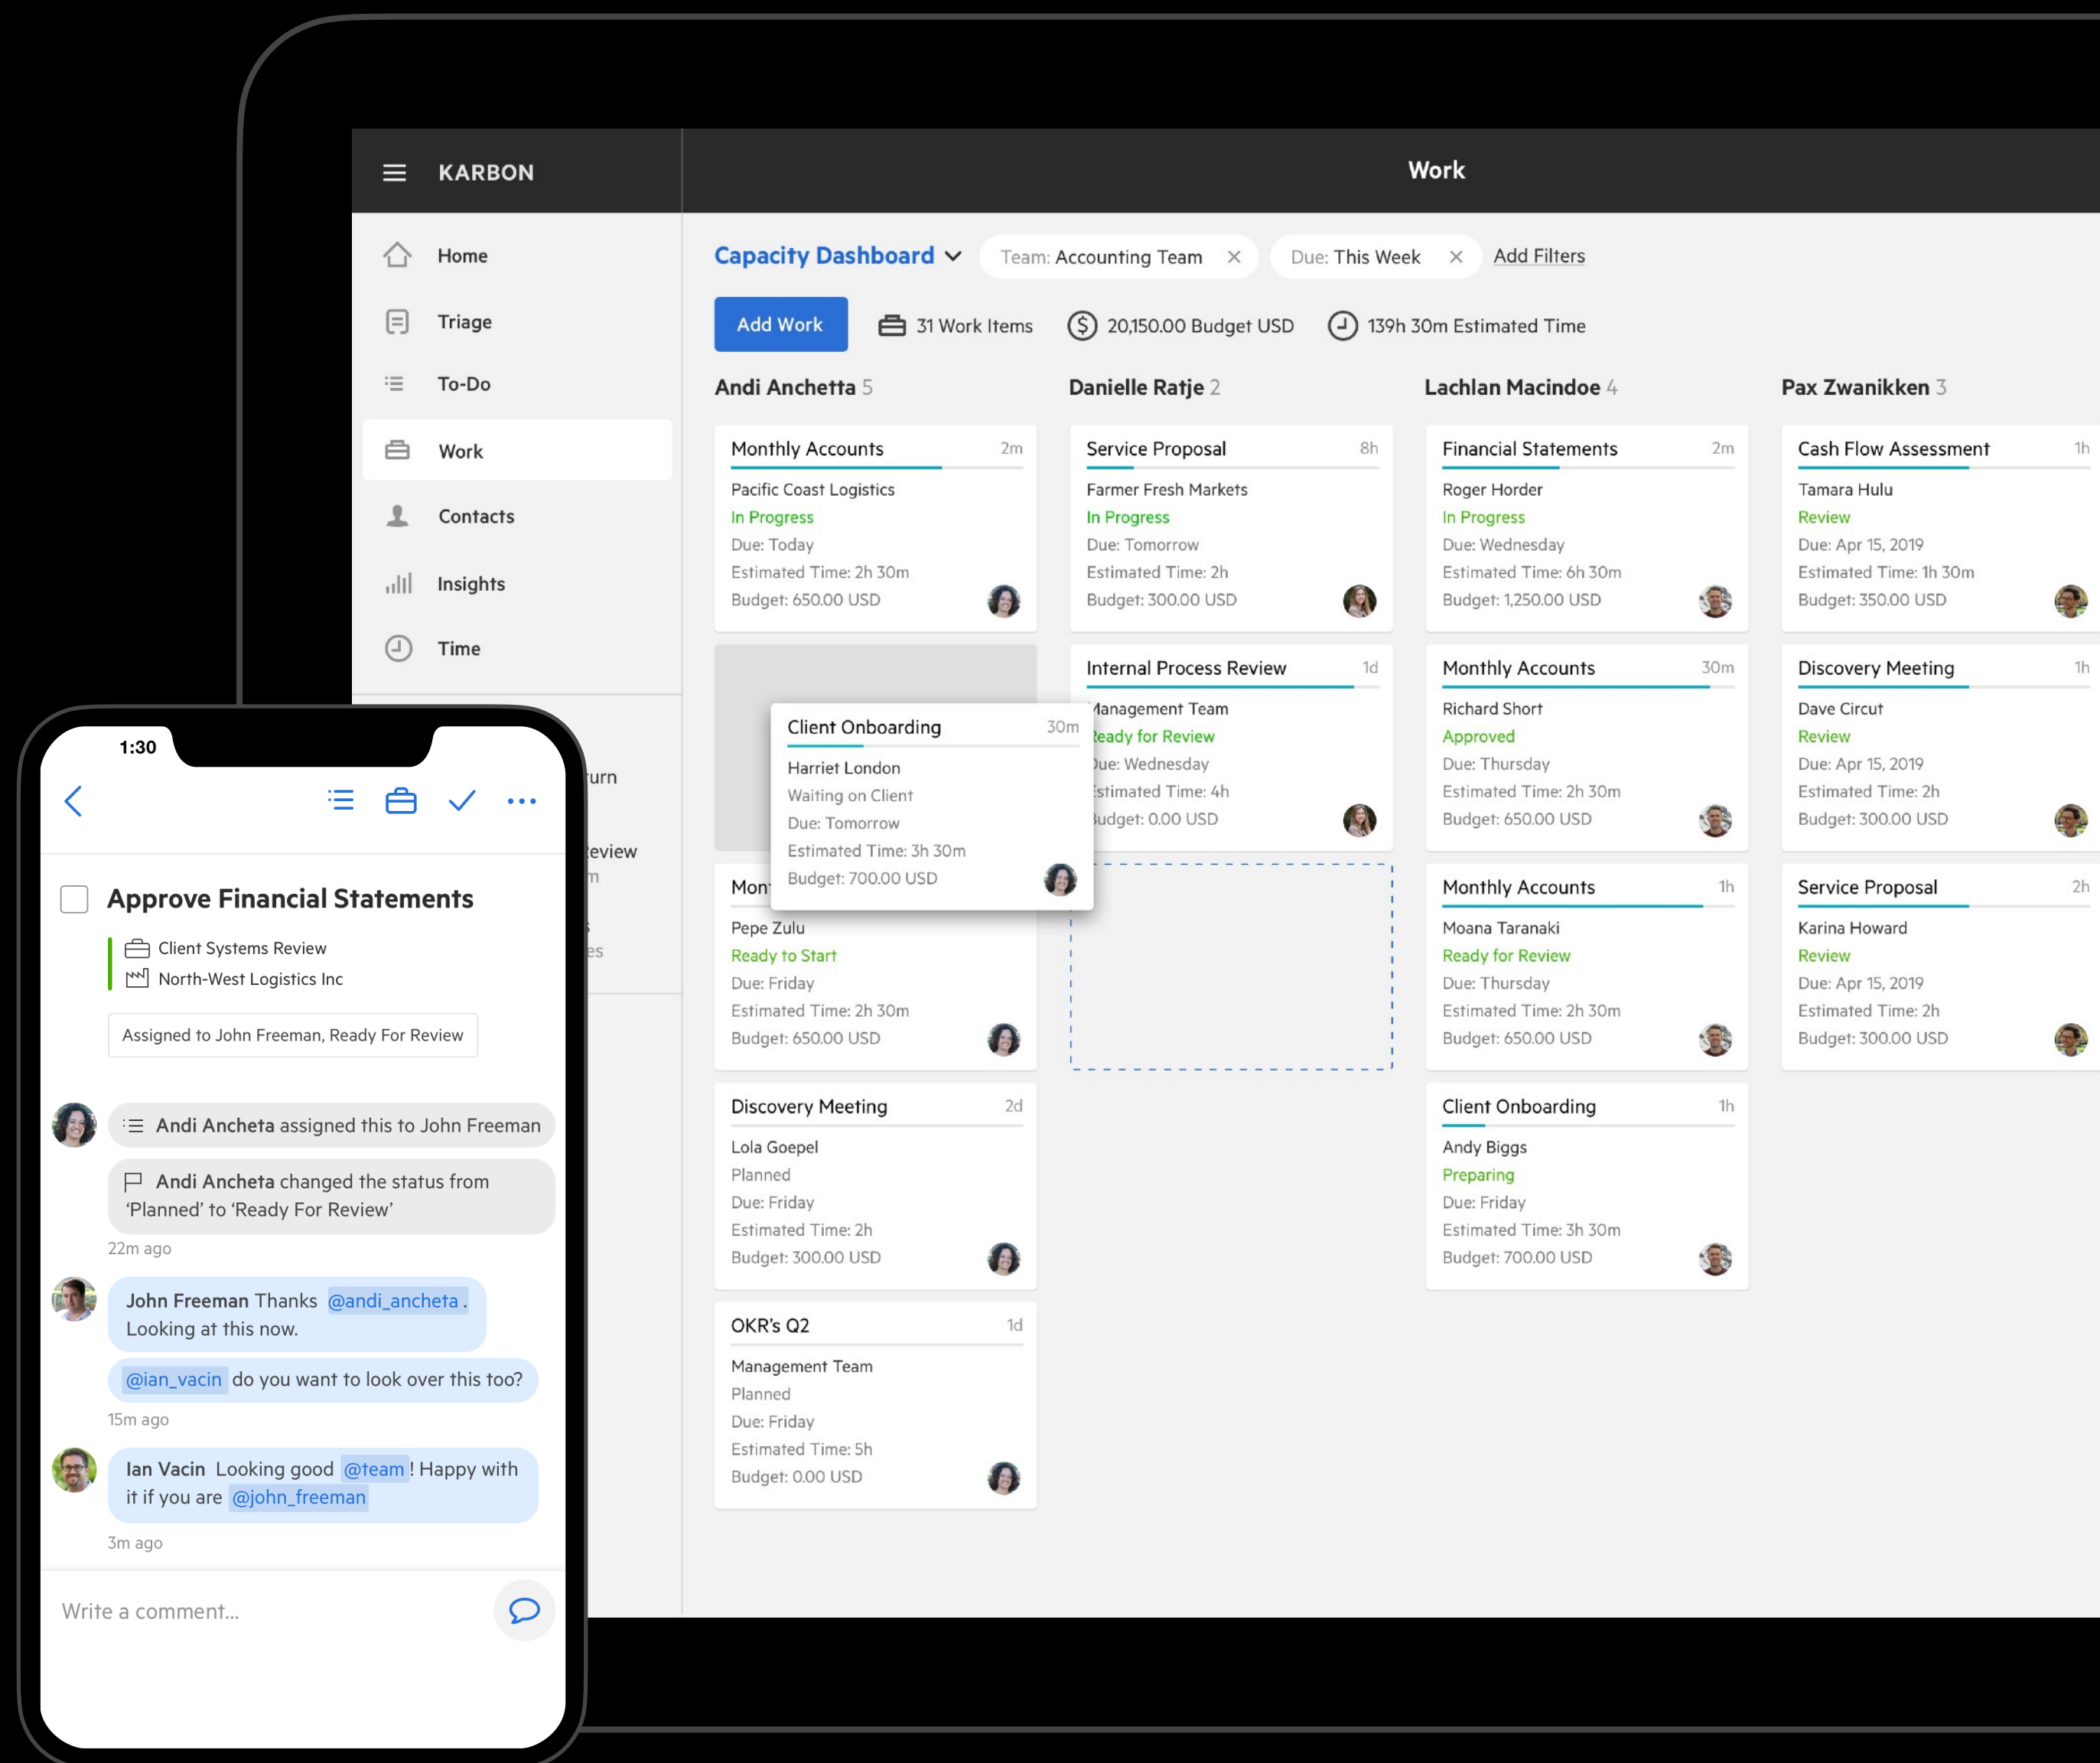 KARBON
Work
Home
Triage
To-Do
Work
Contacts
Insights
Time
Capacity Dashboard
Team: Accounting Team
Due: This Week
Add Filters
Add Work
31 Work Items
20,150.00 Budget USD
139h 30m Estimated Time
Andi Anchetta 5
Monthly Accounts 2m
Pacific Coast Logistics
In Progress
Due: Today
Estimated Time: 2h 30m
Budget: 650.00 USD
Client Onboarding 30m
Harriet London
Waiting on Client
Due: Tomorrow
Estimated Time: 3h 30m
Budget: 700.00 USD
Pepe Zulu
Ready to Start
Due: Friday
Estimated Time: 2h 30m
Budget: 650.00 USD
Discovery Meeting 2d
Lola Goepel
Planned
Due: Friday
Estimated Time: 2h
Budget: 300.00 USD
OKR's Q2 1d
Management Team
Planned
Due: Friday
Estimated Time: 5h
Budget: 0.00 USD
Danielle Ratje 2
Service Proposal 8h
Farmer Fresh Markets
In Progress
Due: Tomorrow
Estimated Time: 2h
Budget: 300.00 USD
Internal Process Review 1d
Management Team
Ready for Review
Due: Wednesday
Estimated Time: 4h
Budget: 0.00 USD
Lachlan Macindoe 4
Financial Statements 2m
Roger Horder
In Progress
Due: Wednesday
Estimated Time: 6h 30m
Budget: 1,250.00 USD
Monthly Accounts 30m
Richard Short
Approved
Due: Thursday
Estimated Time: 2h 30m
Budget: 650.00 USD
Monthly Accounts 1h
Moana Taranaki
Ready for Review
Due: Thursday
Estimated Time: 2h 30m
Budget: 650.00 USD
Client Onboarding 1h
Andy Biggs
Preparing
Due: Friday
Estimated Time: 3h 30m
Budget: 700.00 USD
Pax Zwanikken 3
Cash Flow Assessment 1h
Tamara Hulu
Review
Due: Apr 15, 2019
Estimated Time: 1h 30m
Budget: 350.00 USD
Discovery Meeting 1h
Dave Circut
Review
Due: Apr 15, 2019
Estimated Time: 2h
Budget: 300.00 USD
Service Proposal 2h
Karina Howard
Review
Due: Apr 15, 2019
Estimated Time: 2h
Budget: 300.00 USD
1:30
Approve Financial Statements
Client Systems Review
North-West Logistics Inc
Assigned to John Freeman, Ready For Review
Andi Ancheta assigned this to John Freeman
Andi Ancheta changed the status from
‘Planned’ to ‘Ready For Review’
22m ago
John Freeman Thanks @andi_ancheta .
Looking at this now.
@ian_vacin do you want to look over this too?
15m ago
Ian Vacin Looking good @team ! Happy with
it if you are @john_freeman
3m ago
Write a comment...